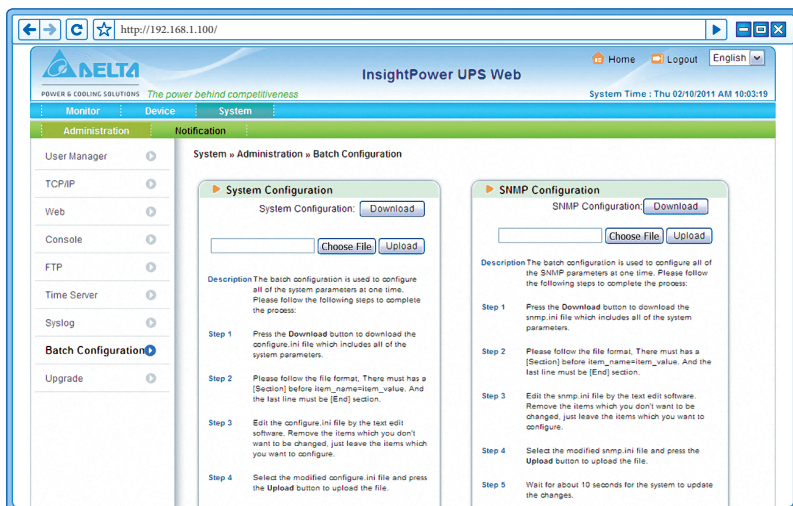 http://192.168.1.100/
DELTA
POWER & COOLING SOLUTIONS The power behind competitiveness
InsightPower UPS Web
Home Logout English
System Time : Thu 02/10/2011 AM 10:03:19
Monitor Device System
Administration Notification
User Manager
TCP/IP
Web
Console
FTP
Time Server
Syslog
Batch Configuration
Upgrade
System » Administration » Batch Configuration
System Configuration
System Configuration: Download
Choose File Upload
Description The batch configuration is used to configure
all of the system parameters at one time.
Please follow the following steps to complete
the process:
Step 1 Press the Download button to download the
configure.ini file which includes all of the
system parameters.
Step 2 Please follow the file format, There must has a
[Section] before item_name=item_value. And
the last line must be [End] section.
Step 3 Edit the configure.ini file by the text edit
software. Remove the items which you don't
want to be changed, just leave the items which
you want to configure.
Step 4 Select the modified configure.ini file and press
the Upload button to upload the file.
SNMP Configuration
SNMP Configuration: Download
Choose File Upload
Description The batch configuration is used to configure all of
the SNMP parameters at one time. Please follow
the following steps to complete the process:
Step 1 Press the Download button to download the
snmp.ini file which includes all of the system
parameters.
Step 2 Please follow the file format, There must has a
[Section] before item_name=item_value. And the
last line must be [End] section.
Step 3 Edit the snmp.ini file by the text edit software.
Remove the items which you don't want to be
changed, just leave the items which you want to
configure.
Step 4 Select the modified snmp.ini file and press the
Upload button to upload the file.
Step 5 Wait for about 10 seconds for the system to update
the changes.